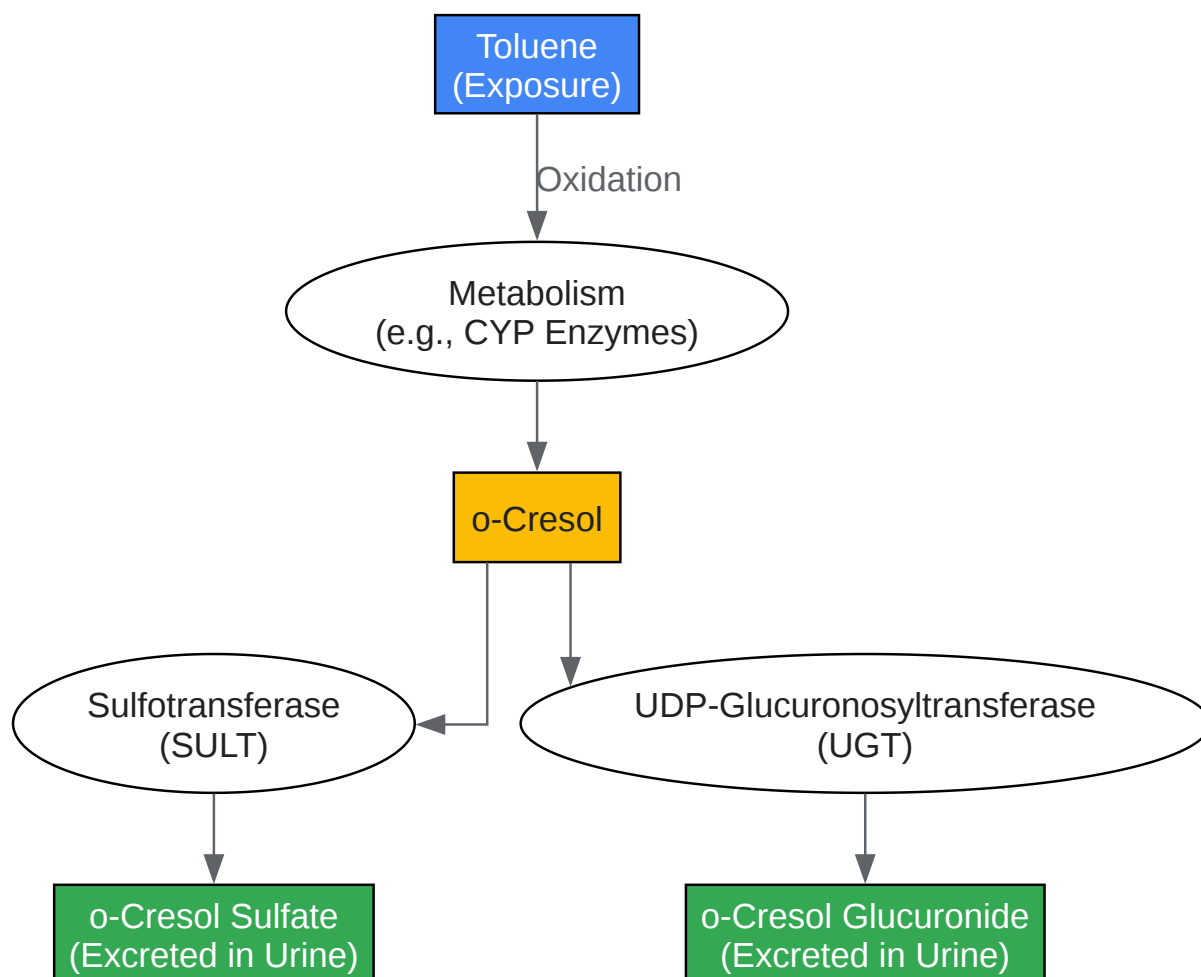 Toluene
(Exposure)
Oxidation
Metabolism
(e.g., CYP Enzymes)
o-Cresol
Sulfotransferase
(SULT)
UDP-Glucuronosyltransferase
(UGT)
o-Cresol Sulfate
(Excreted in Urine)
o-Cresol Glucuronide
(Excreted in Urine)